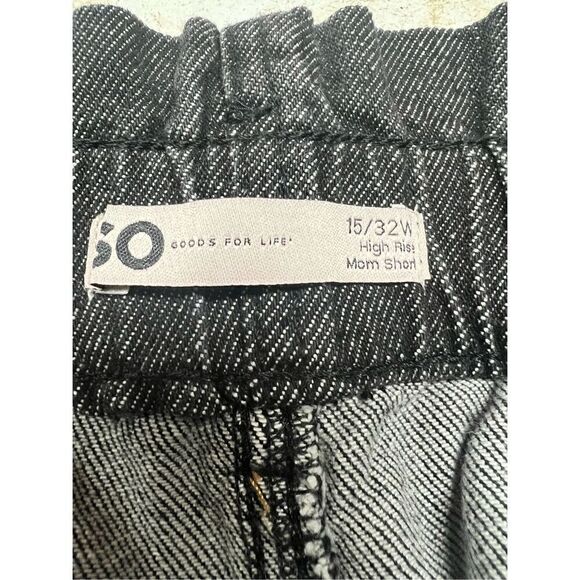 SO GOODS FOR LIFE®
15/32W
High Rise
Mom Short